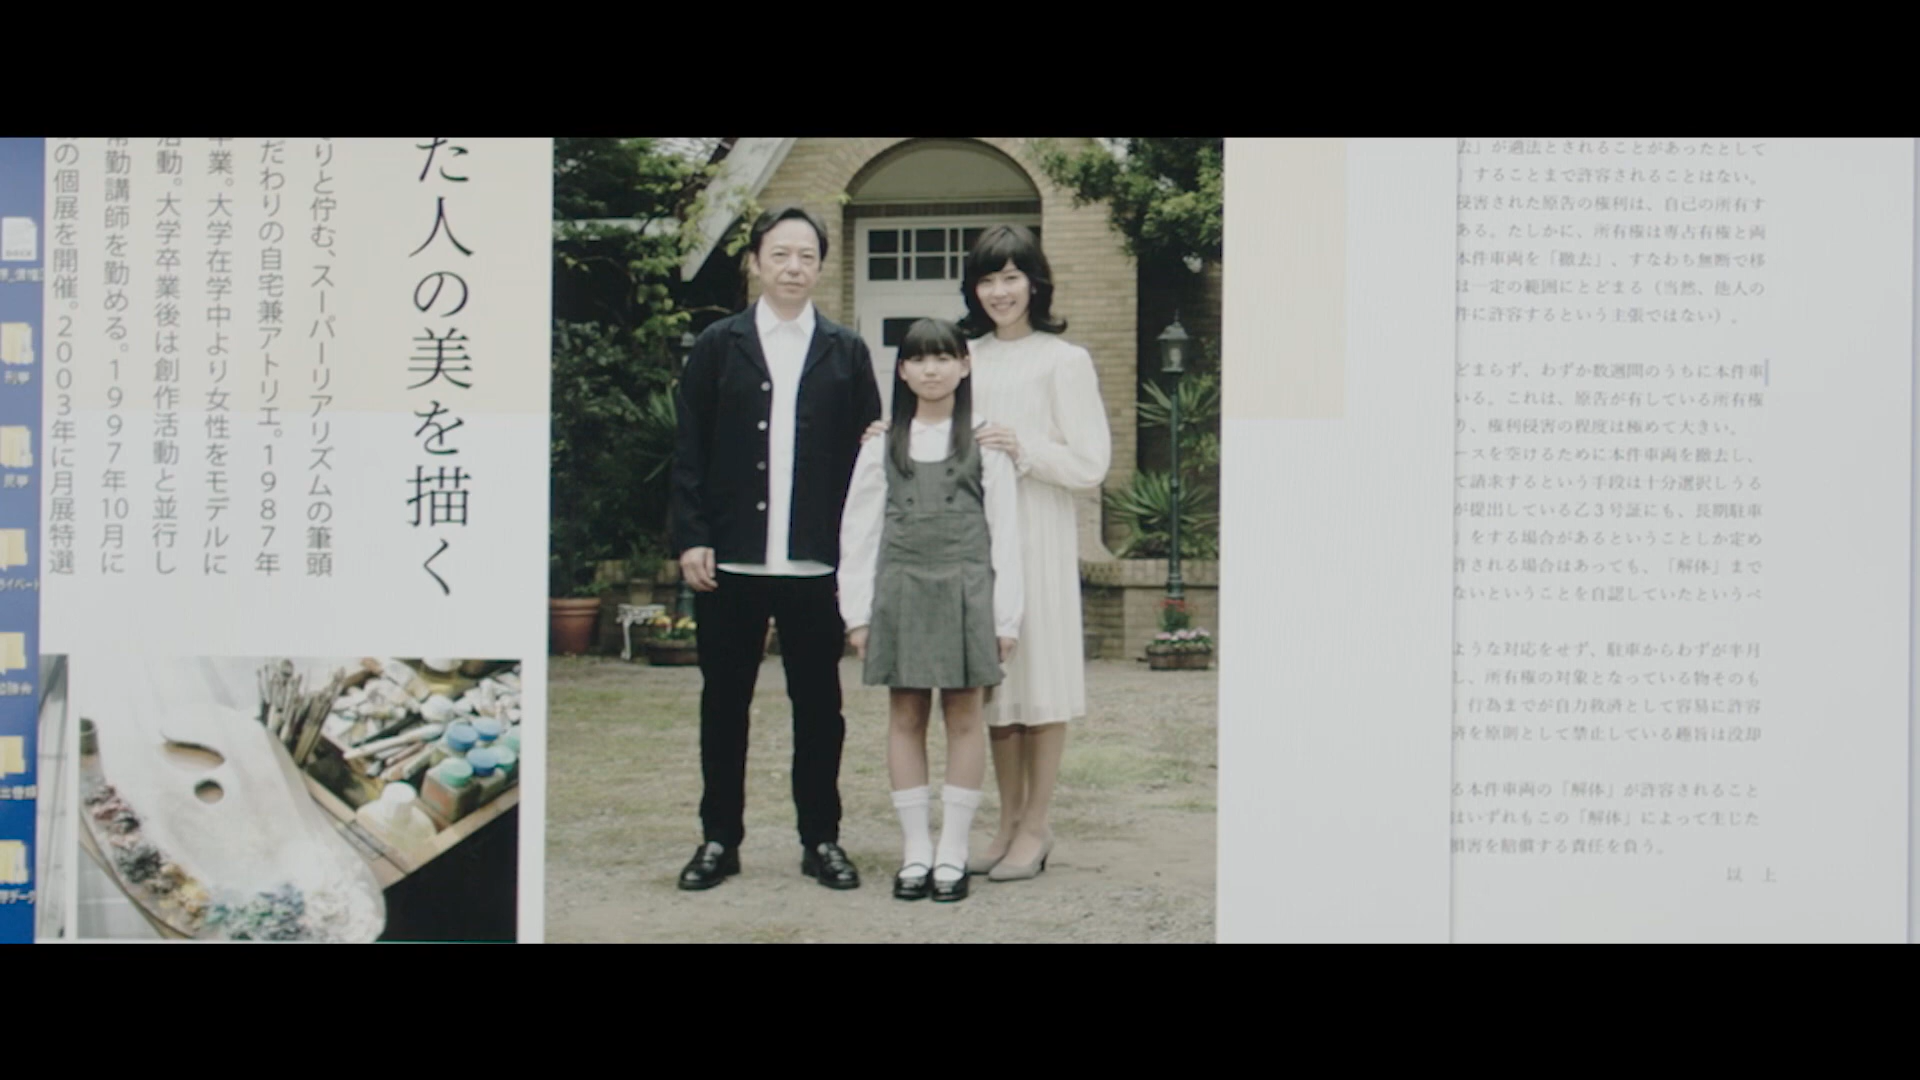 た人の美を描く
りと佇む、スーパーリアリズムの筆頭
だわりの自宅兼アトリエ。1987年
卒業。大学在学中より女性をモデルに
活動。大学卒業後は創作活動と並行し
常勤講師を勤める。1997年10月に
の個展を開催。2003年に月展特選
刑事
民事
去」が適法とされることがあったとして
」することまで許容されることはない。
侵害された原告の権利は、自己の所有す
ある。たしかに、所有権は専占有権と両
本件車両を「撤去」、すなわち無断で移
は一定の範囲にとどまる（当然、他人の
件に許容するという主張ではない）。
どまらず、わずか数週間のうちに本件車
いる。これは、原告が有している所有権
り、権利侵害の程度は極めて大きい。
ースを空けるために本件車両を撤去し、
て請求するという手段は十分選択しうる
が提出している乙3号証にも、長期駐車
」をする場合があるということしか定め
許される場合はあっても、「解体」まで
ないということを自認していたというべ
ような対応をせず、駐車からわずが半月
し、所有権の対象となっている物そのも
」行為までが自力救済として容易に許容
済を原則として禁止している趣旨は没却
る本件車両の「解体」が許容されること
はいずれもこの「解体」によって生じた
損害を賠償する責任を負う。
以 上